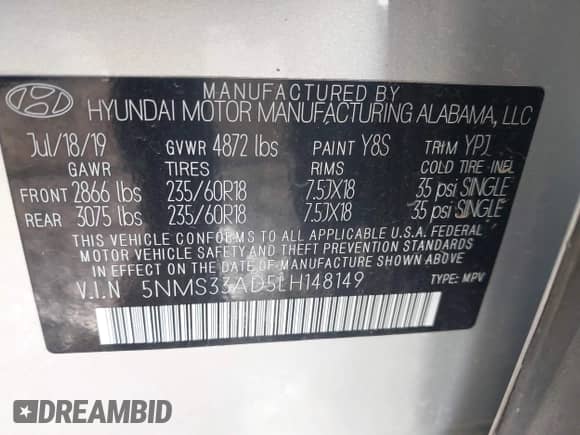 MANUFACTURED BY
HYUNDAI MOTOR MANUFACTURING ALABAMA, LLC
Jul/18/19 GVWR 4872 lbs PAINT Y8S TRIM YPJ
GAWR TIRES RIMS COLD TIRE INFL
FRONT 2866 lbs 235/60R18 7.5JX18 35 psi SINGLE
REAR 3075 lbs 235/60R18 7.5JX18 35 psi SINGLE
THIS VEHICLE CONFORMS TO ALL APPLICABLE U.S.A. FEDERAL
MOTOR VEHICLE SAFETY AND THEFT PREVENTION STANDARDS
IN EFFECT ON THE DATE OF MANUFACTURE SHOWN ABOVE
V.I.N 5NMS33AD5LH148149 TYPE: MPV
DREAMBID